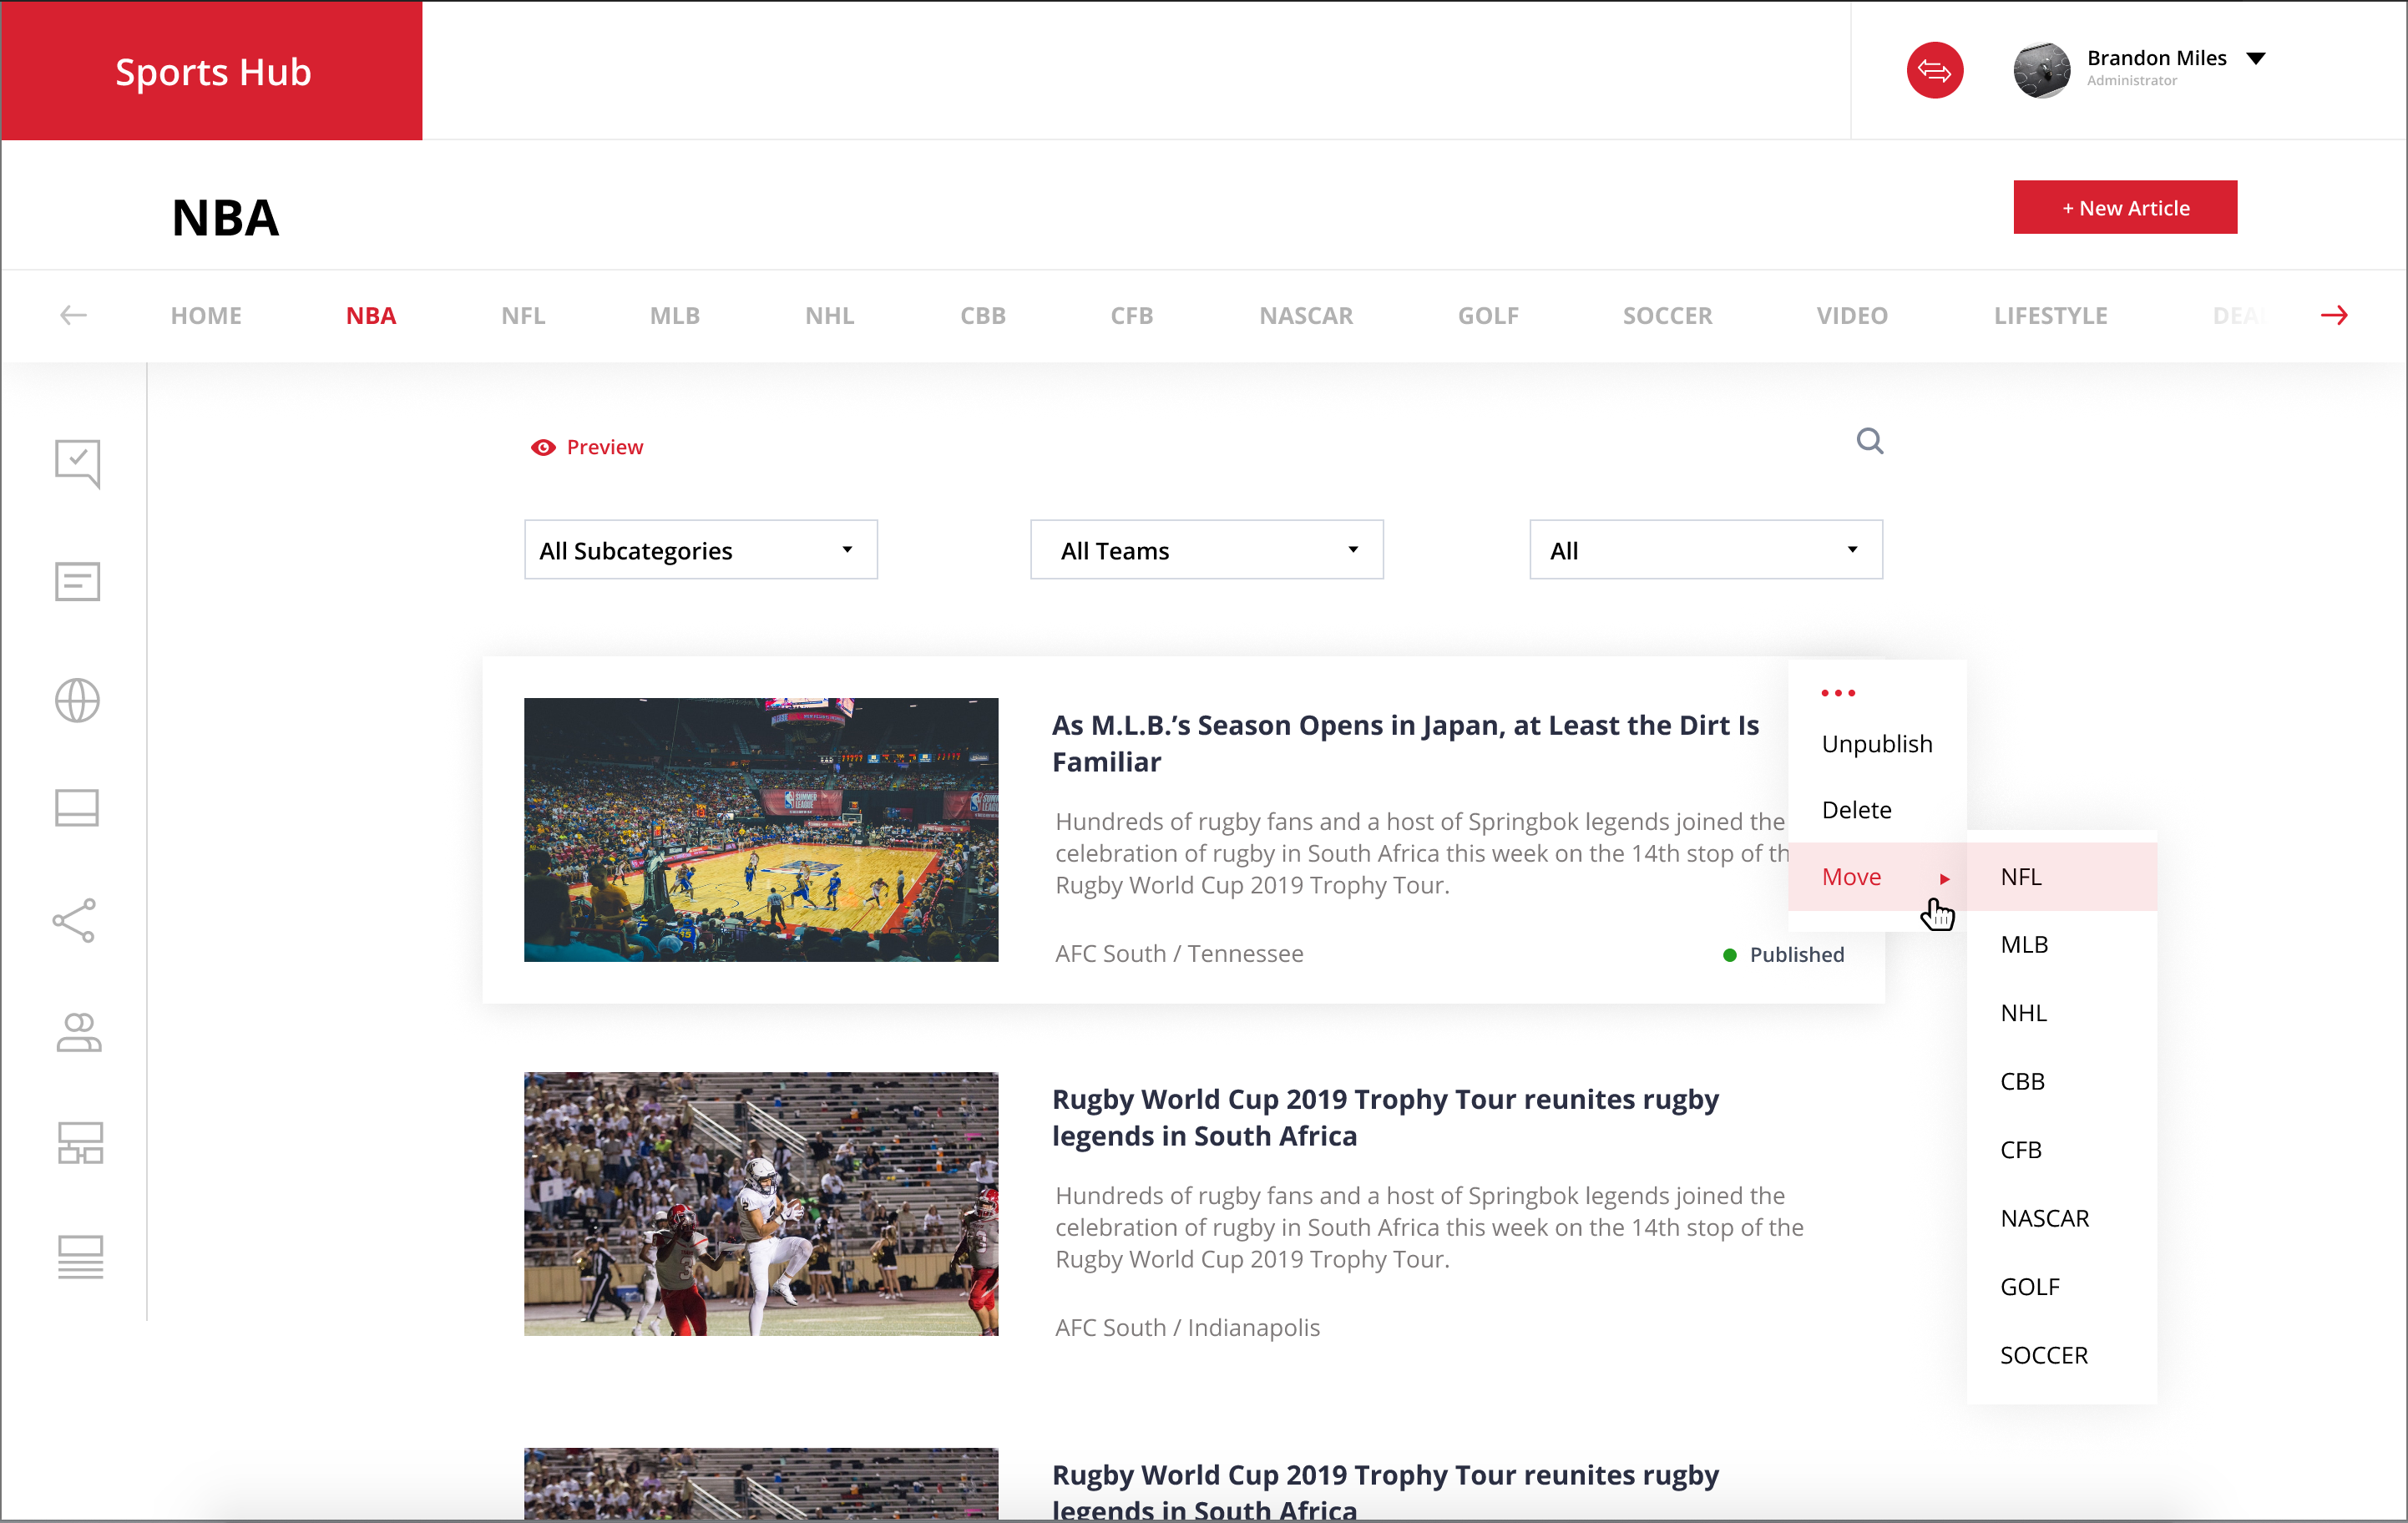 Sports Hub
Brandon Miles
Administrator
NBA
+ New Article
HOME NBA NFL MLB NHL CBB CFB NASCAR GOLF SOCCER VIDEO LIFESTYLE
Preview
All Subcategories All Teams All
As M.L.B.’s Season Opens in Japan, at Least the Dirt Is
Familiar
Hundreds of rugby fans and a host of Springbok legends joined the
celebration of rugby in South Africa this week on the 14th stop of th
Rugby World Cup 2019 Trophy Tour.
AFC South / Tennessee
Published
SUMMER
LEAGUE
Unpublish
Delete
Move
NFL
MLB
NHL
CBB
CFB
NASCAR
GOLF
SOCCER
Rugby World Cup 2019 Trophy Tour reunites rugby
legends in South Africa
Hundreds of rugby fans and a host of Springbok legends joined the
celebration of rugby in South Africa this week on the 14th stop of the
Rugby World Cup 2019 Trophy Tour.
AFC South / Indianapolis
Rugby World Cup 2019 Trophy Tour reunites rugby
legends in South Africa